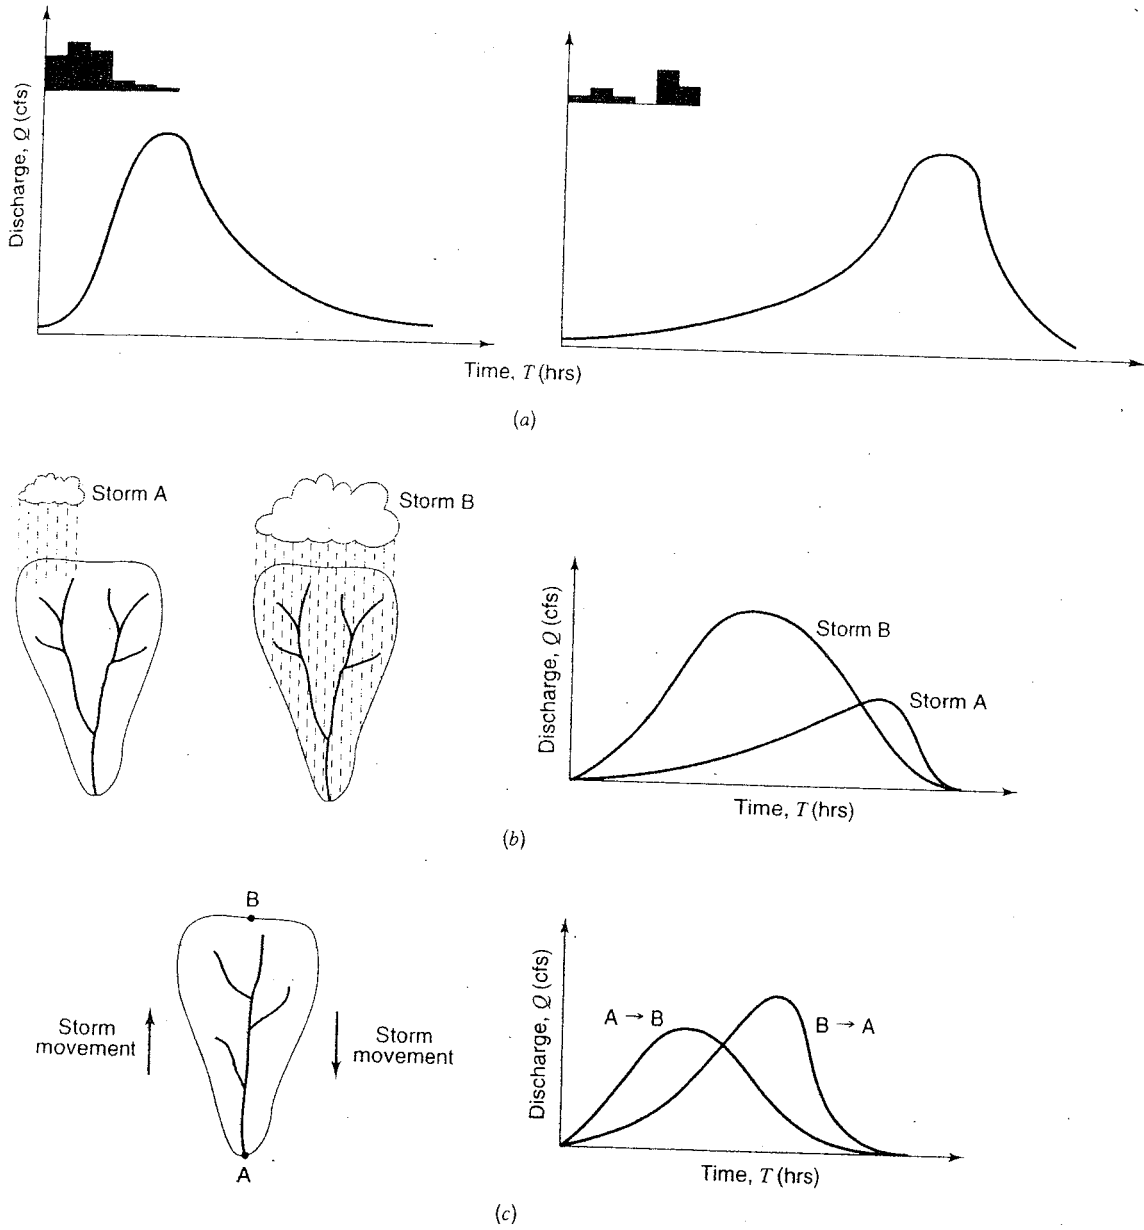 Discharge, Q (cfs)
Time, T (hrs)
(a)
Storm A
Storm B
Discharge, Q (cfs)
Storm B
Storm A
Time, T (hrs)
(b)
B
Storm
movement
Storm
movement
A
Discharge, Q (cfs)
A → B
B → A
Time, T (hrs)
(c)